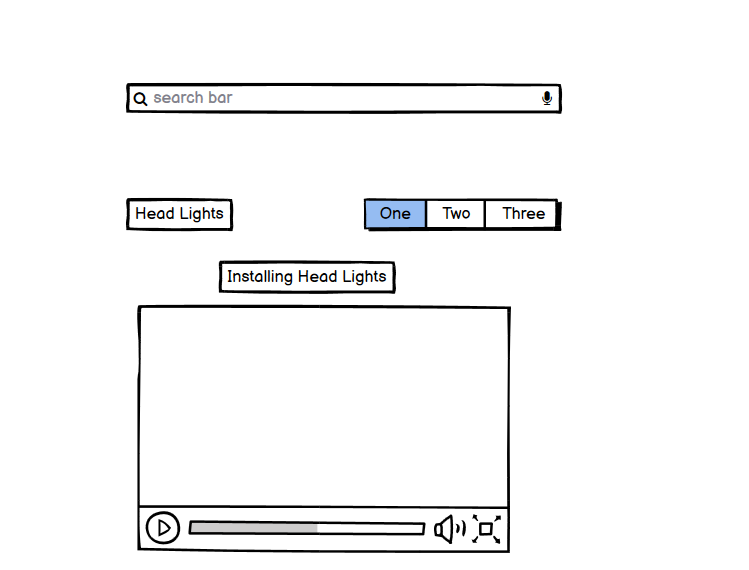 search bar
Head Lights
One Two Three
Installing Head Lights